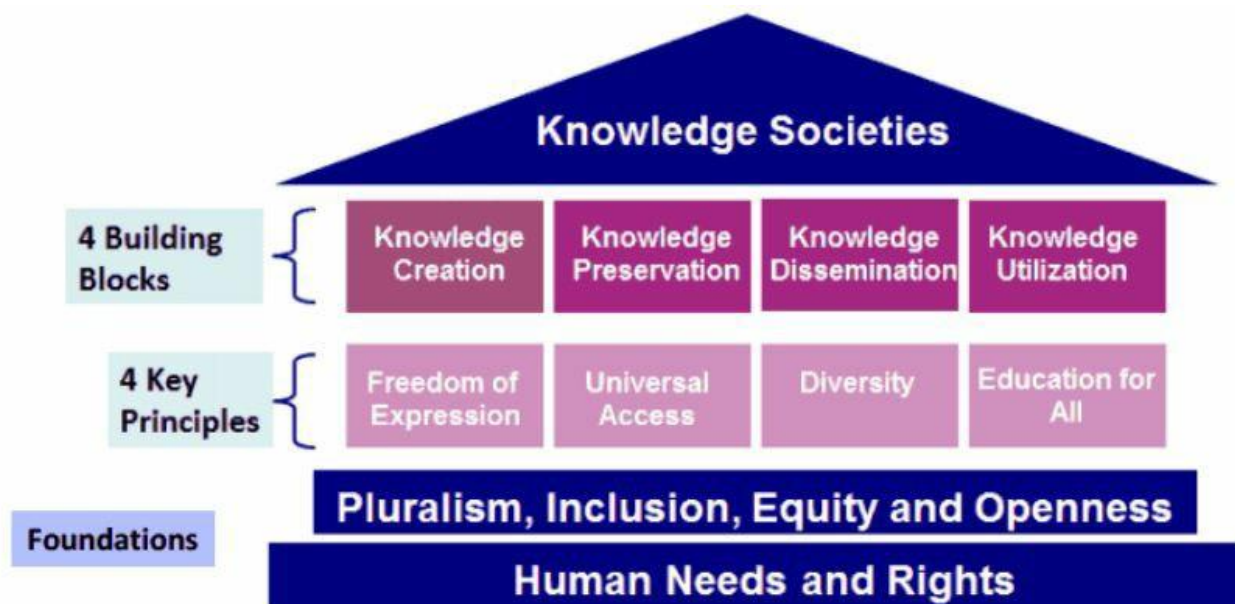 Knowledge Societies
4 Building
Blocks
Knowledge
Creation
Knowledge
Preservation
Knowledge
Dissemination
Knowledge
Utilization
4 Key
Principles
Freedom of
Expression
Universal
Access
Diversity
Education for
All
Pluralism, Inclusion, Equity and Openness
Foundations
Human Needs and Rights